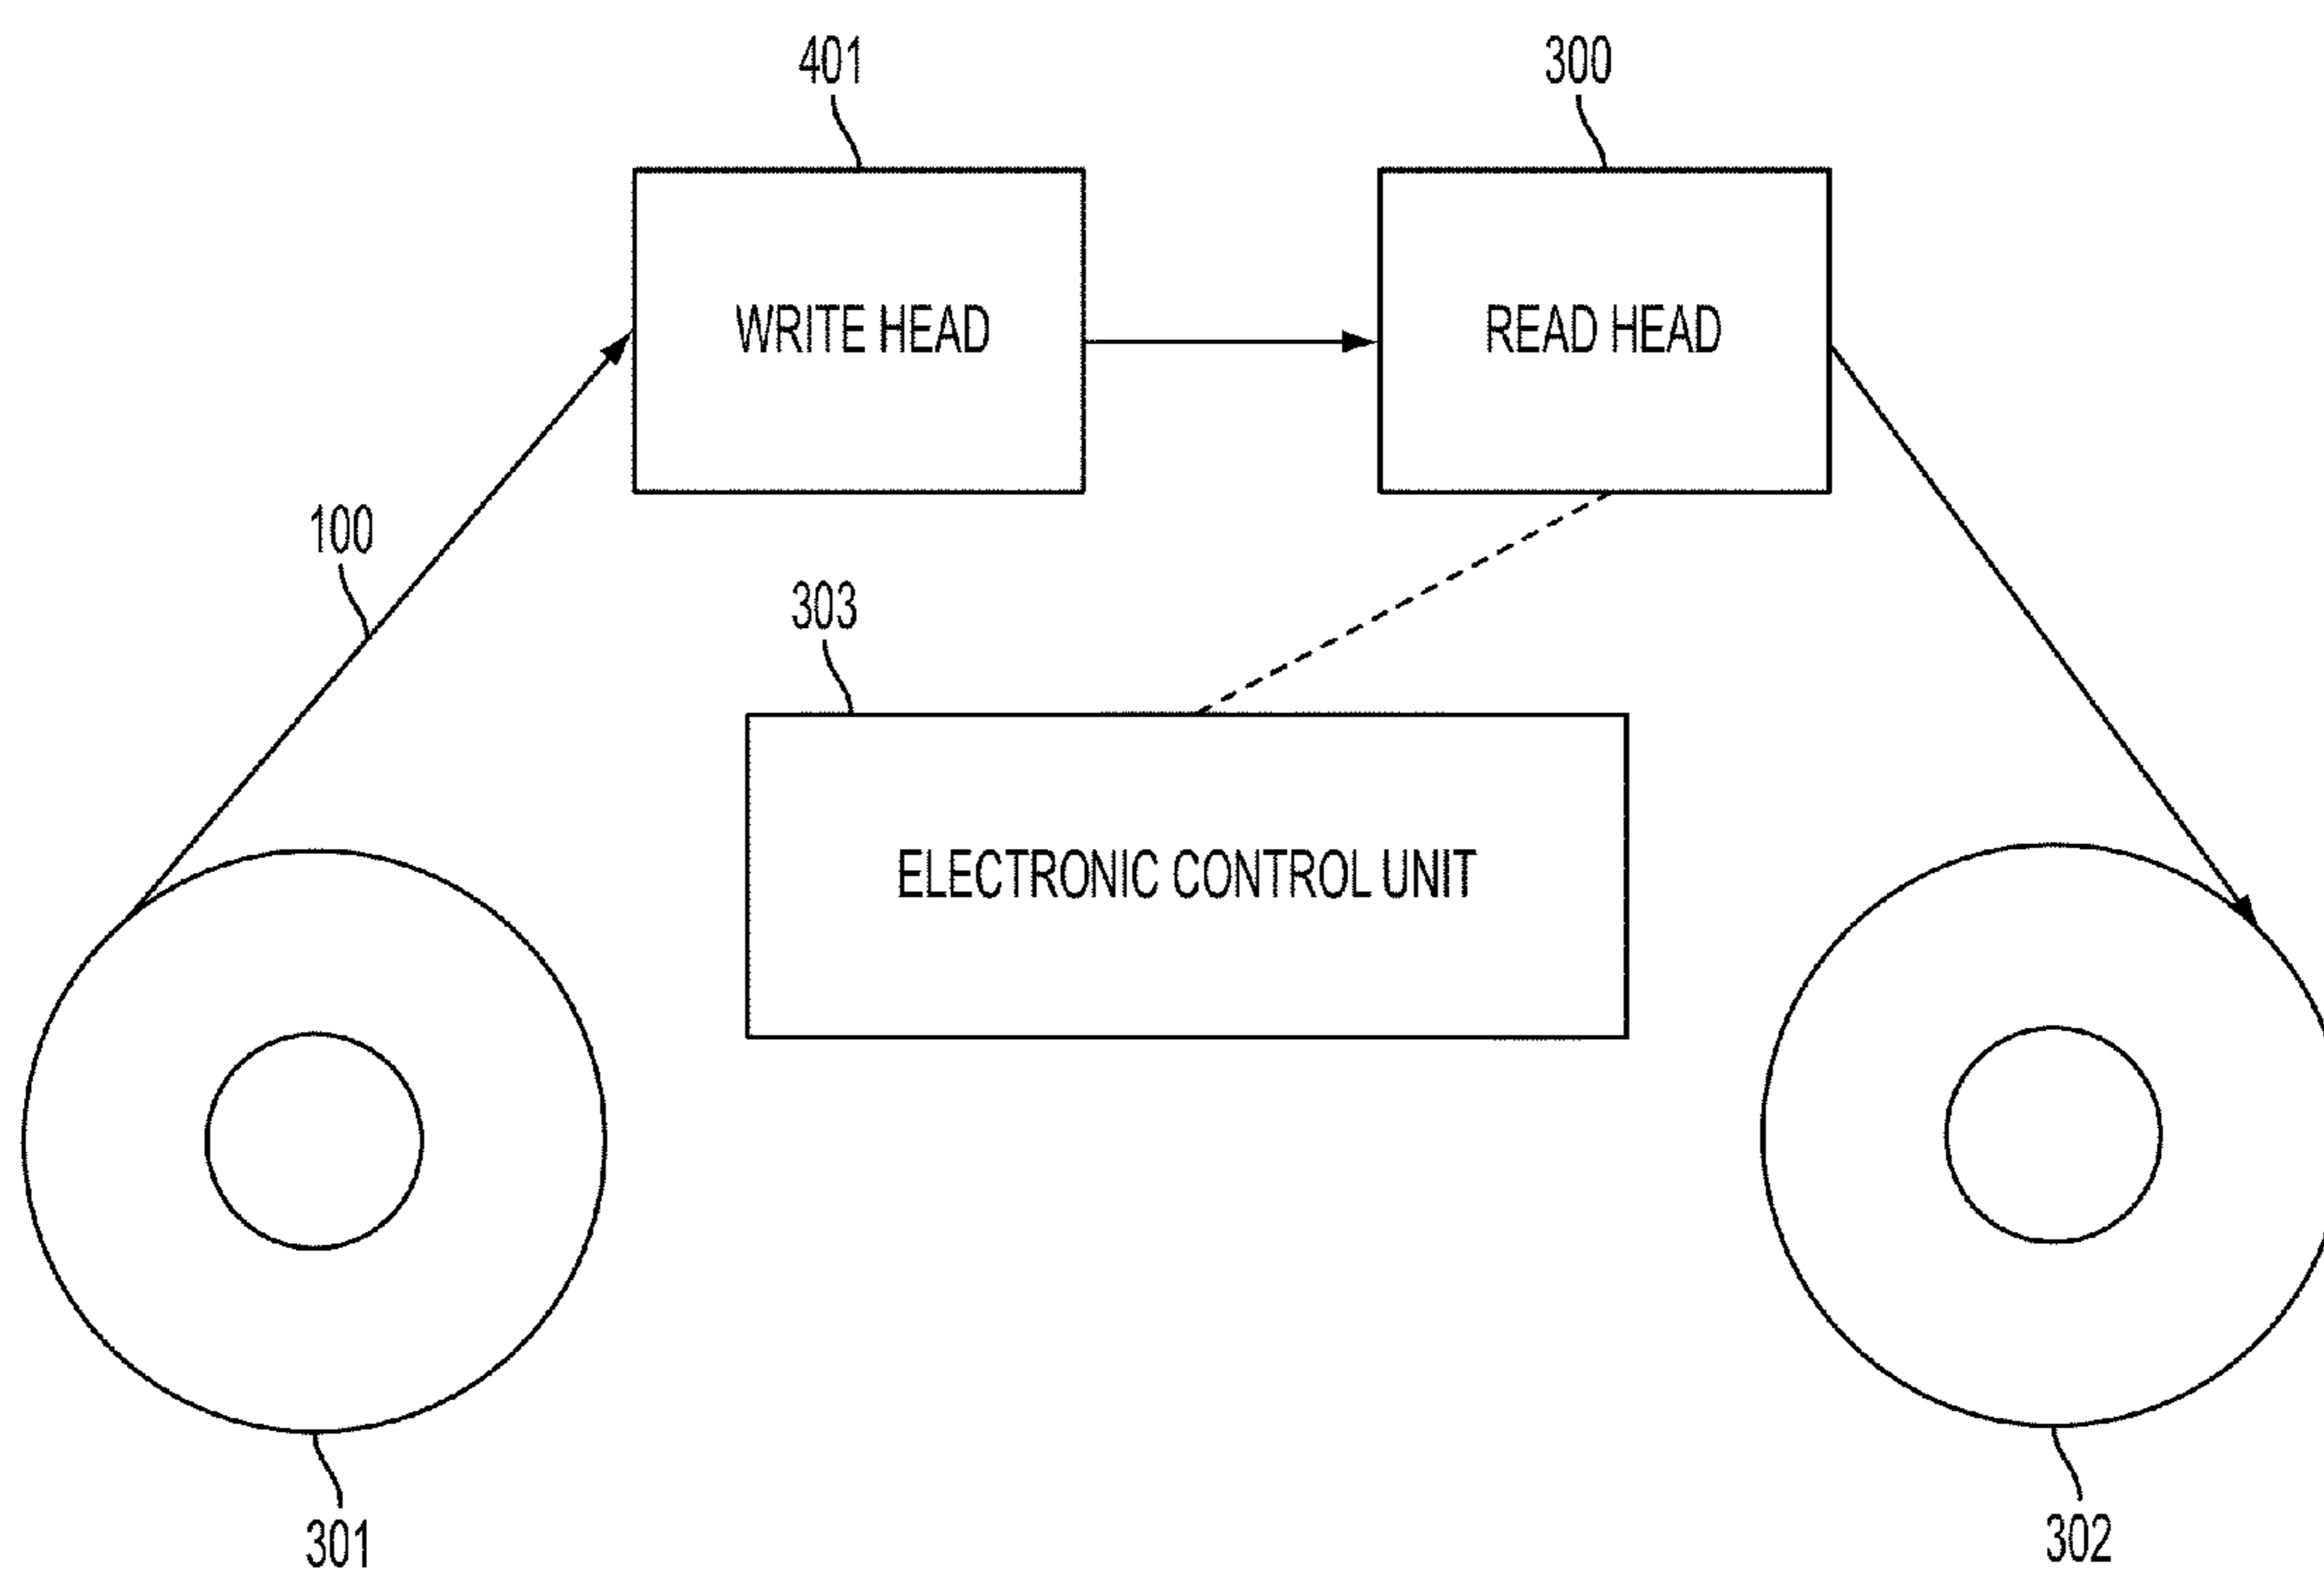 401
300
WRITE HEAD
READ HEAD
100
303
ELECTRONIC CONTROL UNIT
301
302